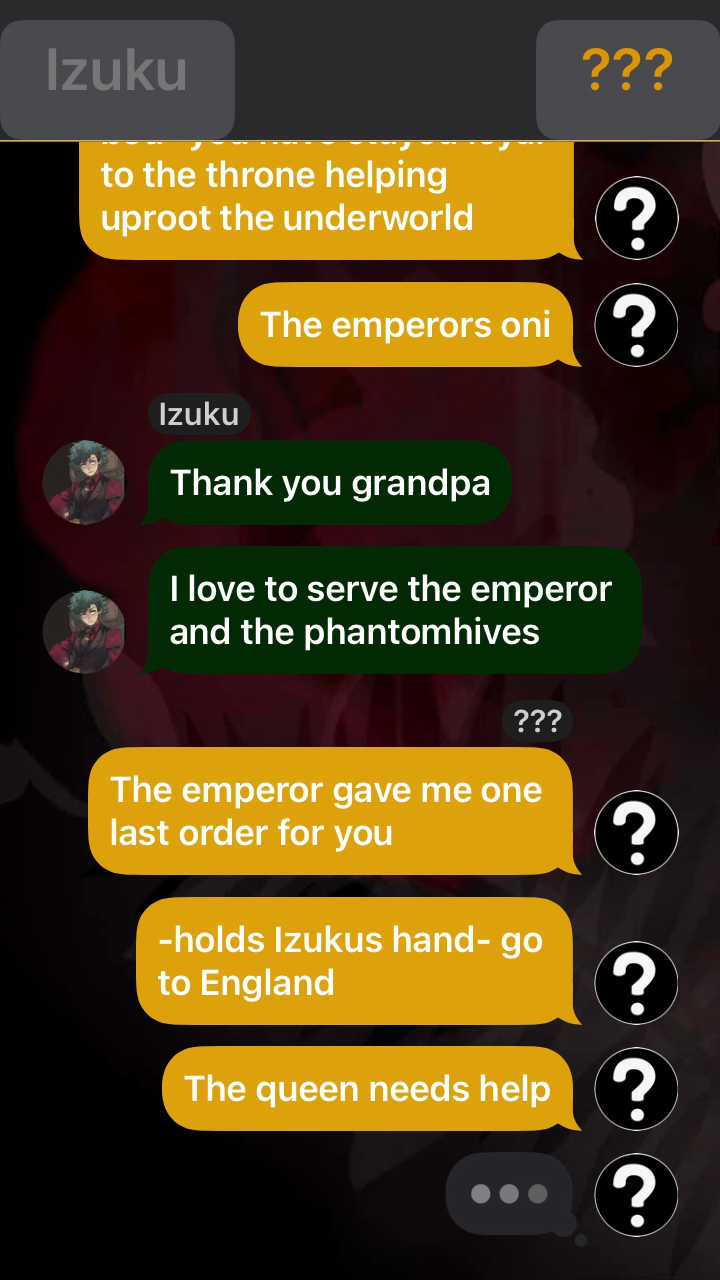 Izuku
???
to the throne helping
uproot the underworld
The emperors oni
Izuku
Thank you grandpa
I love to serve the emperor
and the phantomhives
???
The emperor gave me one
last order for you
-holds Izukus hand- go
to England
The queen needs help